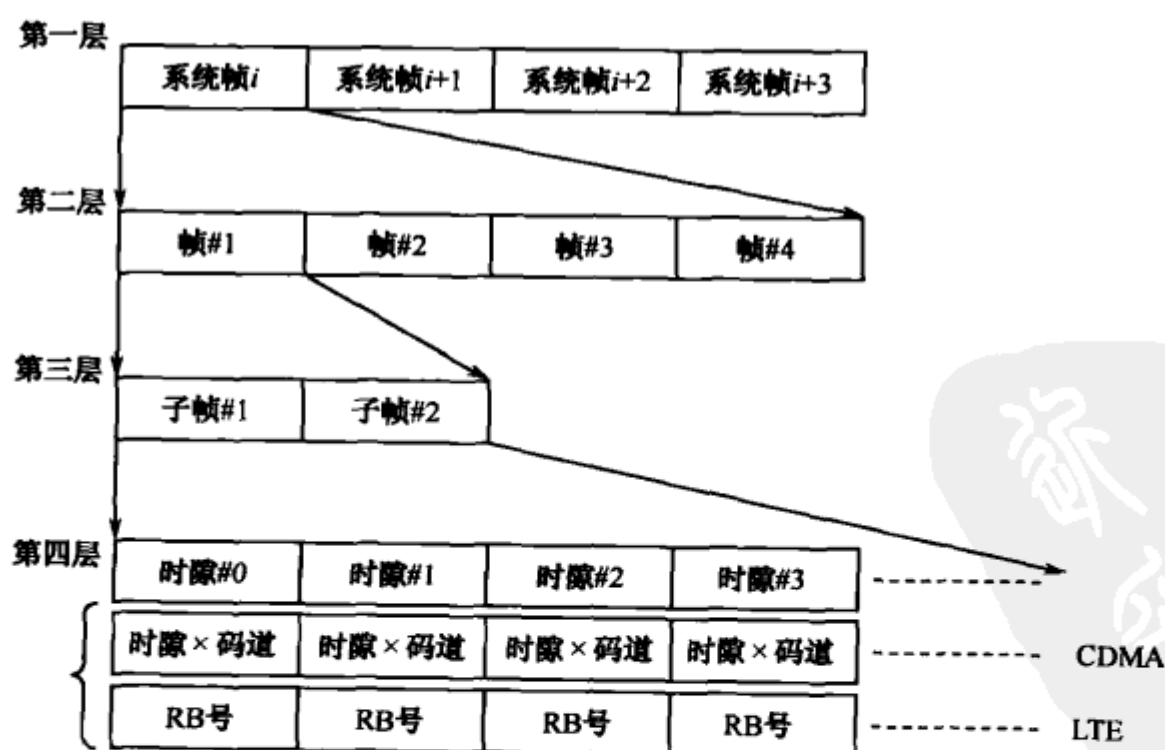 第一层
系统帧i 系统帧i+1 系统帧i+2 系统帧i+3
第二层
帧#1 帧#2 帧#3 帧#4
第三层
子帧#1 子帧#2
第四层
时隙#0 时隙#1 时隙#2 时隙#3
时隙×码道 时隙×码道 时隙×码道 时隙×码道 CDMA
RB号 RB号 RB号 RB号 LTE